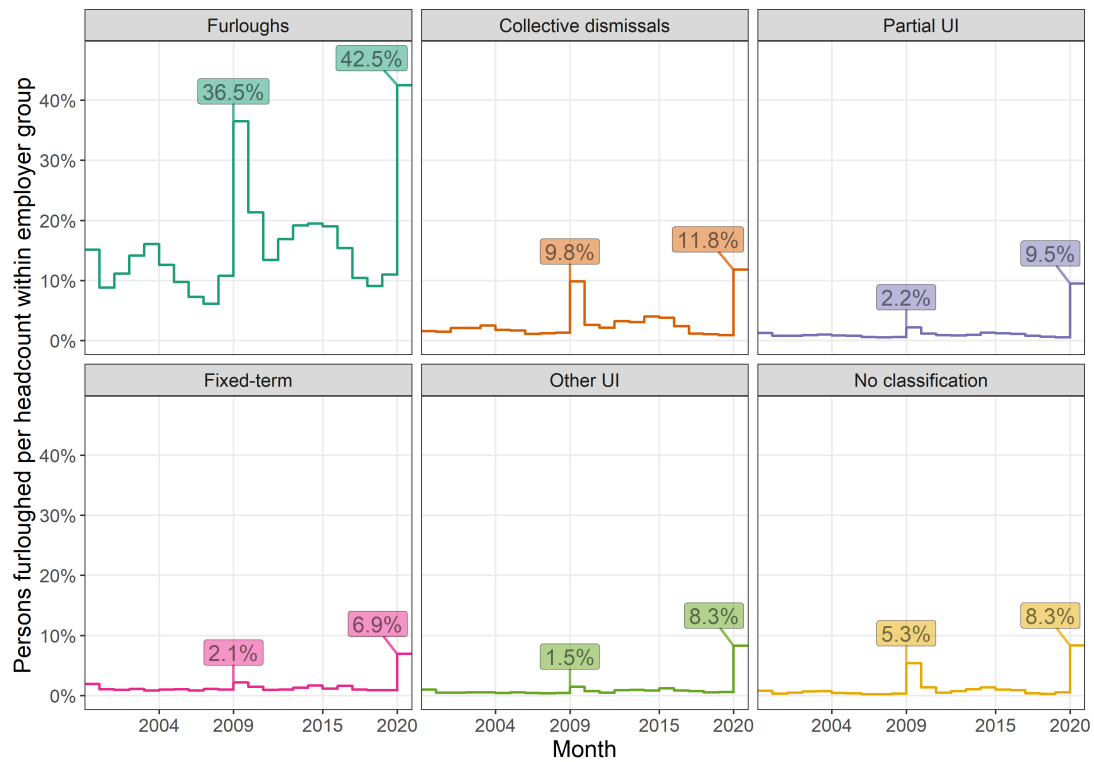 Furloughs
Collective dismissals
Partial UI
42.5%
36.5%
9.8%
11.8%
2.2%
9.5%
40%
30%
20%
10%
0%
Fixed-term
Other UI
No classification
2.1%
6.9%
1.5%
8.3%
5.3%
8.3%
40%
30%
20%
10%
0%
2004 2009 2015 2020
2004 2009 2015 2020
2004 2009 2015 2020
Month
Persons furloughed per headcount within employer group